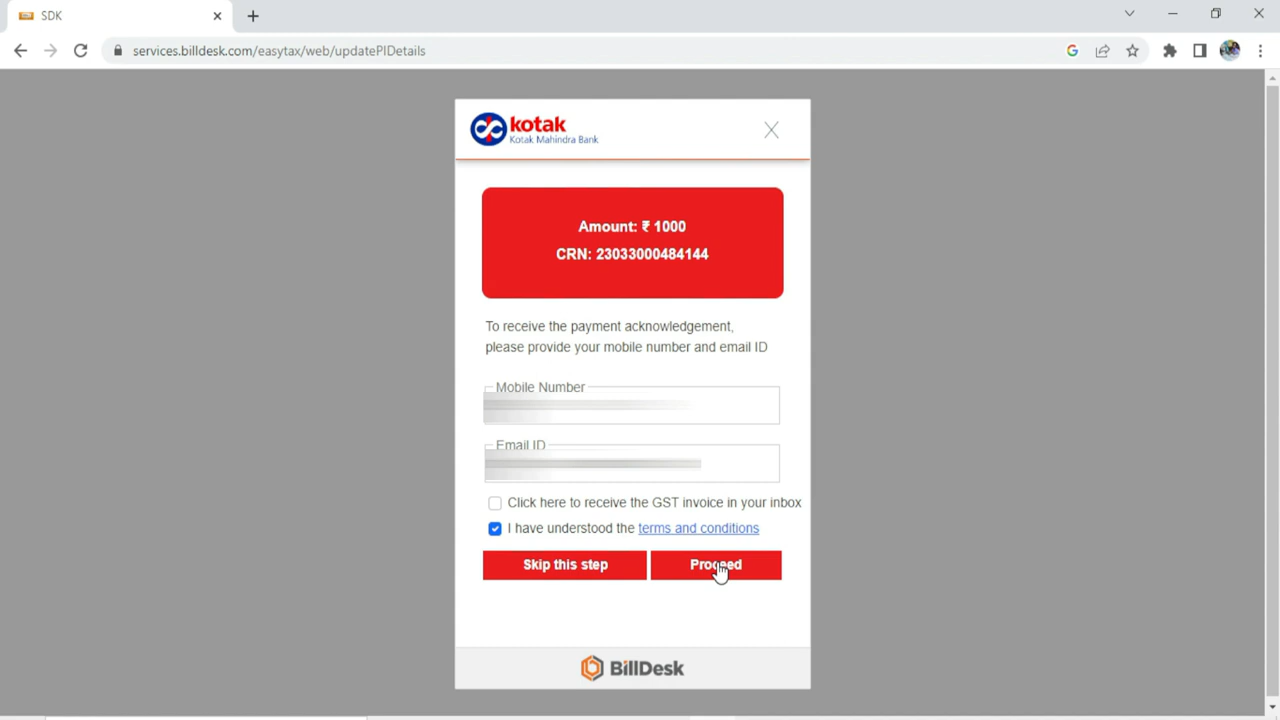 SDK
services.billdesk.com/easytax/web/updatePIDetails
kotak
Kotak Mahindra Bank
Amount: ₹ 1000
CRN: 23033000484144
To receive the payment acknowledgement,
please provide your mobile number and email ID
Mobile Number
Email ID
Click here to receive the GST invoice in your inbox
I have understood the terms and conditions
Skip this step
Proceed
BillDesk